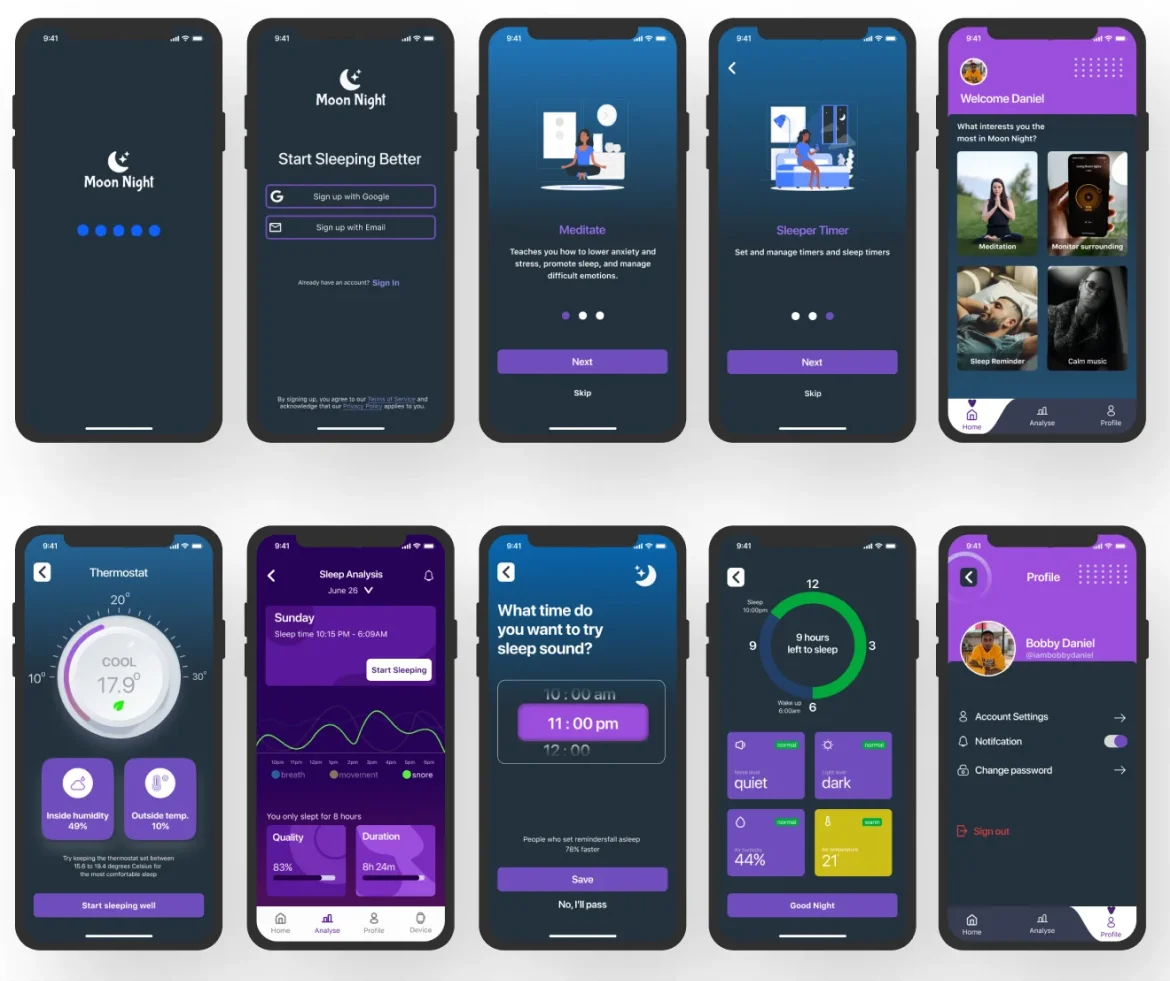 9:41
Moon Night
9:41
Moon Night
Start Sleeping Better
G Sign up with Google
Sign up with Email
Already have an account? Sign In
By signing up, you agree to our Terms of Service and
acknowledge that our Privacy Policy applies to you.
9:41
Meditate
Teaches you how to lower anxiety and
stress, promote sleep, and manage
difficult emotions.
Next
Skip
9:41
Sleeper Timer
Set and manage timers and sleep timers
Next
Skip
9:41
Welcome Daniel
What interests you the
most in Moon Night?
Meditation
Monitor surrounding
Sleep Reminder
Calm music
Home
Analyse
Profile
9:41
Thermostat
20°
10°
30°
COOL
17.9°
Inside humidity
49%
Outside temp.
10%
Try keeping the thermostat set between
15.6 to 19.4 degrees Celsius for
the most comfortable sleep
Start sleeping well
9:41
Sleep Analysis
June 26
Sunday
Sleep time 10:15 PM - 6:09AM
Start Sleeping
10pm 11pm 12am 1pm 2pm 3pm 4pm 5pm 6pm
breath movement snore
You only slept for 8 hours
Quality
83%
Duration
8h 24m
Home
Analyse
Profile
Device
9:41
What time do
you want to try
sleep sound?
10 : 00 am
11 : 00 pm
12 : 00
People who set remindersfall asleep
78% faster
Save
No, I'll pass
9:41
12
Sleep
10:00pm
9
9 hours
left to sleep
3
Wake up
6:00am
6
normal
Noise level
quiet
normal
Light level
dark
normal
Air humidity
44%
warm
Air temperature
21
Good Night
9:41
Profile
Bobby Daniel
@iambobbydaniel
Account Settings
Notifcation
Change password
Sign out
Home
Analyse
Profile